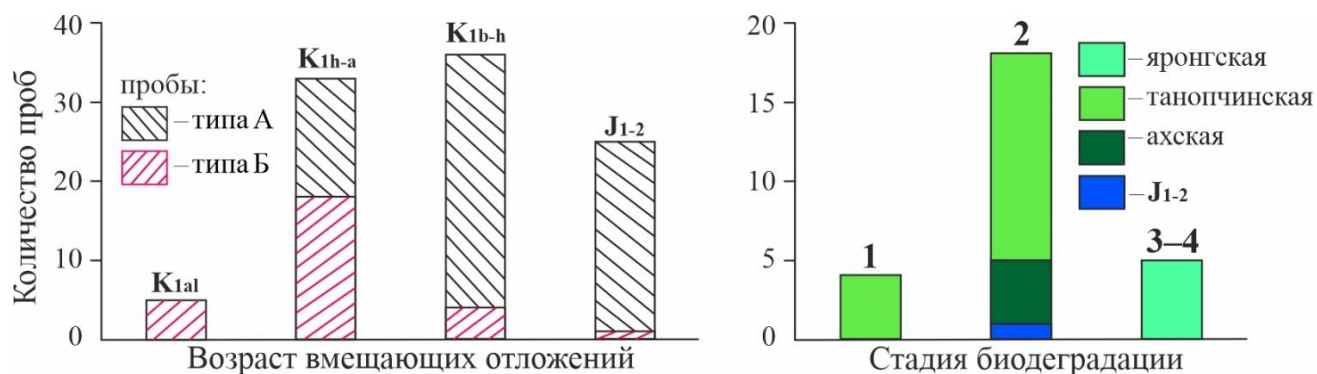 Количество проб
40
30
20
10
0
пробы:
–типа А
–типа Б
K1al
K1h-a
K1b-h
J1-2
Возраст вмещающих отложений
20
15
10
5
0
1
2
3–4
–яронгская
–танопчинская
–ахская
–J1-2
Стадия биодеградации